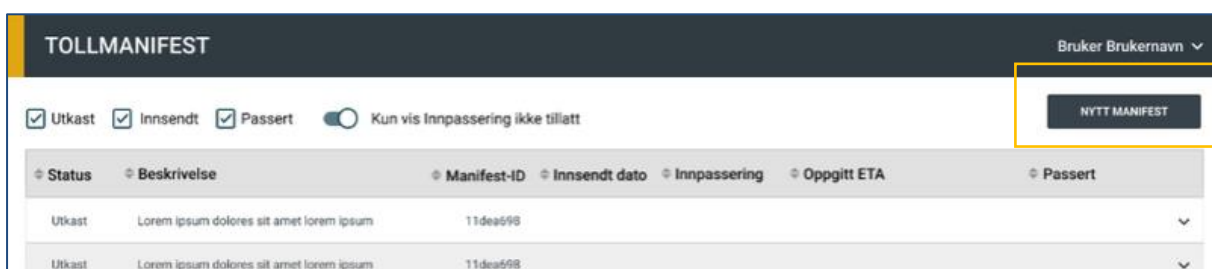 TOLLMANIFEST
Bruker Brukernavn
Utkast Innsendt Passert Kun vis Innpassering ikke tillatt
NYTT MANIFEST
Status Beskrivelse Manifest-ID Innsendt dato Innpassering Oppgitt ETA Passert
Utkast Lorem ipsum dolores sit amet lorem ipsum 11dea698
Utkast Lorem ipsum dolores sit amet lorem ipsum 11dea698